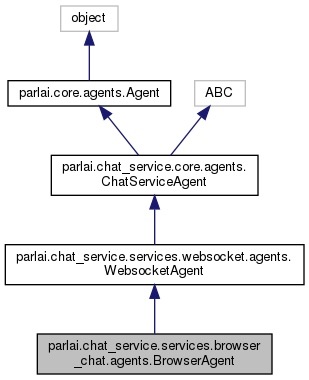 object
parlai.core.agents.Agent
ABC
parlai.chat_service.core.agents.
ChatServiceAgent
parlai.chat_service.services.websocket.agents.
WebsocketAgent
parlai.chat_service.services.browser
_chat.agents.BrowserAgent